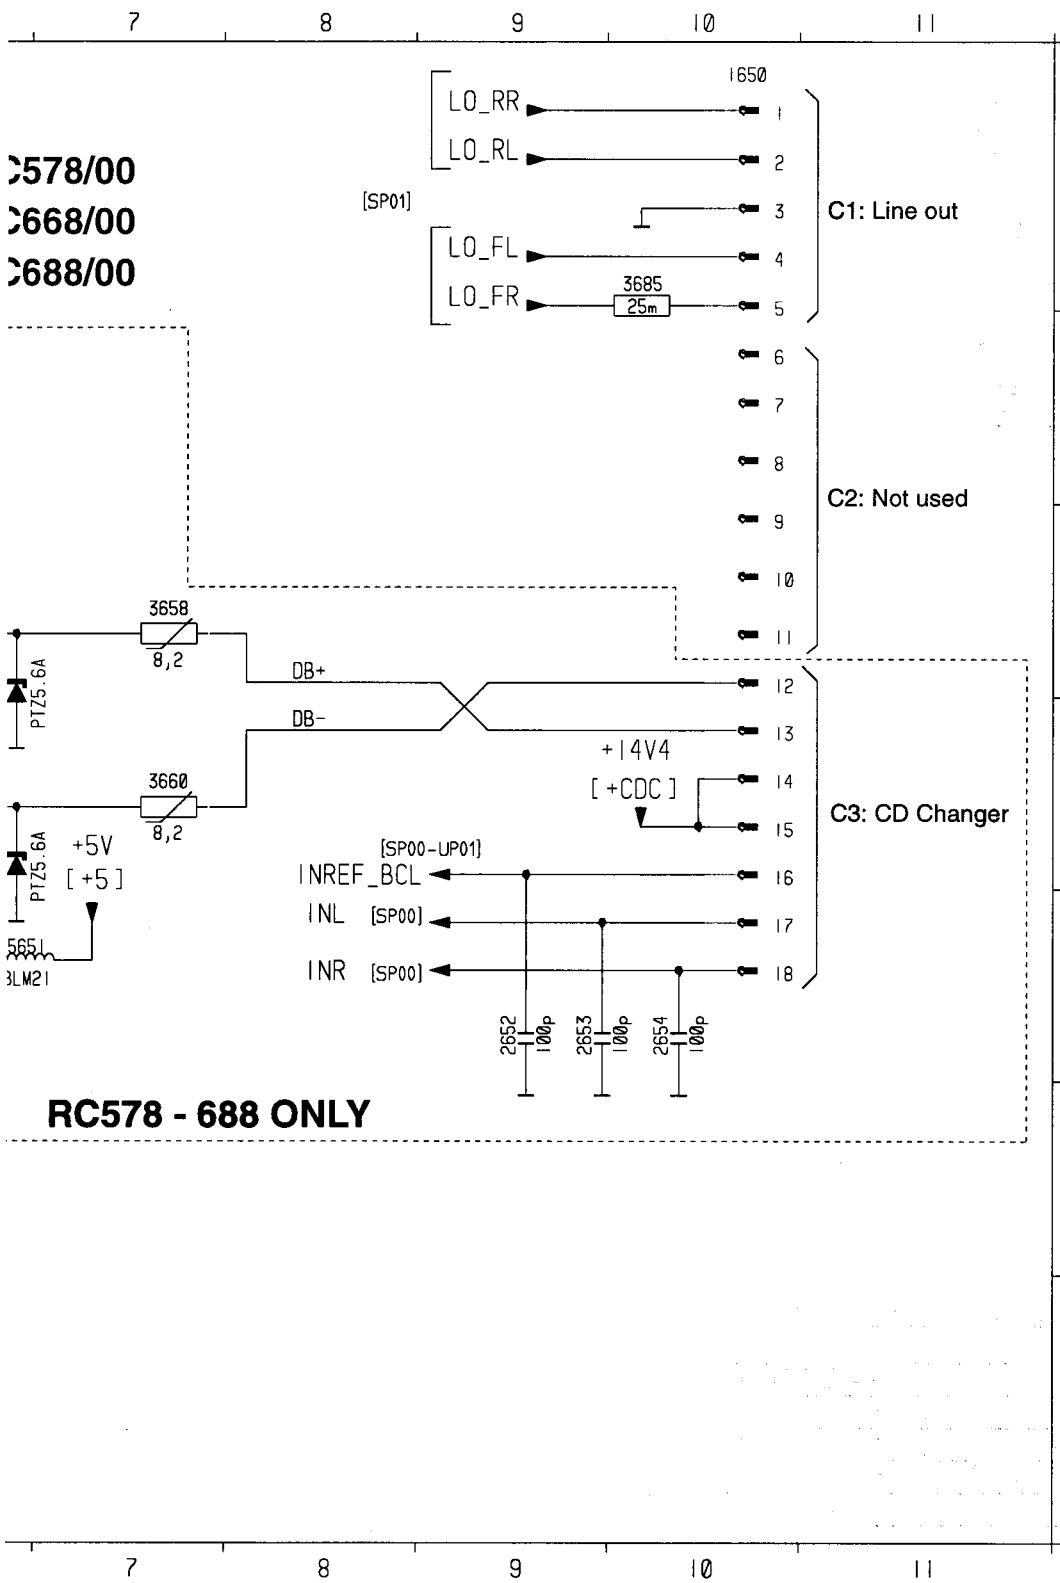 7 8 9 10 11
1650
LO_RR 1
LO_RL 2
C578/00
C668/00
C688/00
[SP01]
3 C1: Line out
LO_FL 4
3685
LO_FR 25m 5
6
7
8
C2: Not used
9
10
3658
11
8,2
PTZ5.6A
DB+ 12
DB- 13
+14V4
[+CDC]
14
3660
C3: CD Changer
15
8,2
PTZ5.6A
+5V
[+5]
[SP00-UP01]
INREF_BCL 16
INL [SP00] 17
5651
BLM21
INR [SP00] 18
2652 100p 2653 100p 2654 100p
RC578 - 688 ONLY
7 8 9 10 11